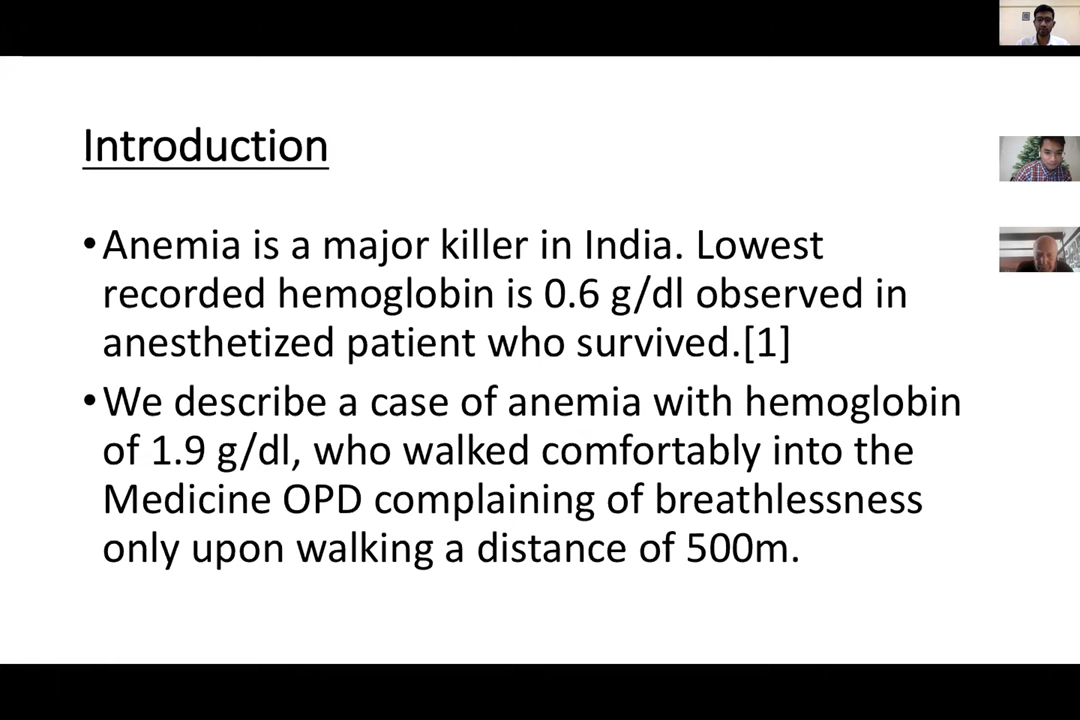 Introduction
•Anemia is a major killer in India. Lowest
recorded hemoglobin is 0.6 g/dl observed in
anesthetized patient who survived.[1]
•We describe a case of anemia with hemoglobin
of 1.9 g/dl, who walked comfortably into the
Medicine OPD complaining of breathlessness
only upon walking a distance of 500m.